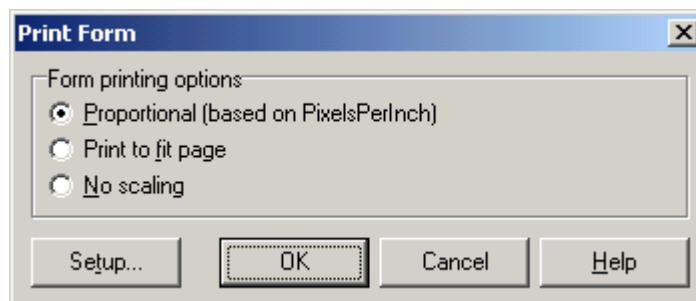 Print Form
Form printing options
Proportional (based on PixelsPerInch)
Print to fit page
No scaling
Setup... OK Cancel Help